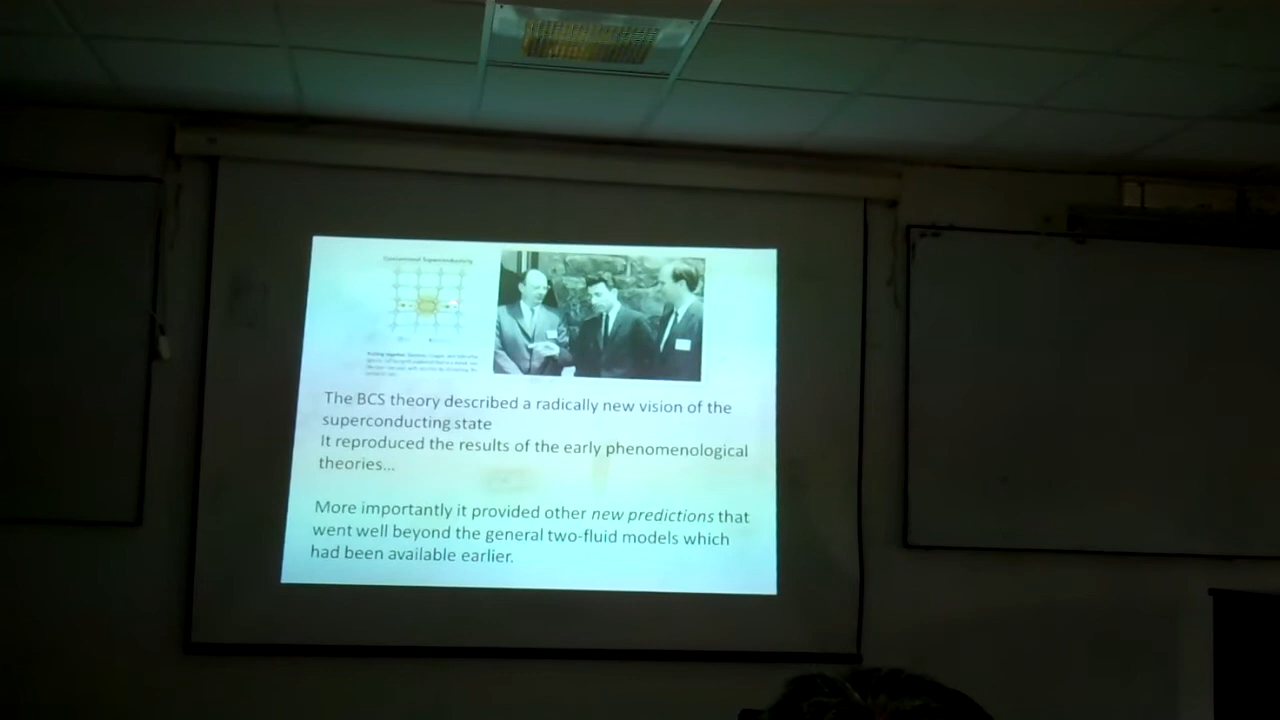 Conventional Superconductivity
The BCS theory described a radically new vision of the
superconducting state
It reproduced the results of the early phenomenological
theories...
More importantly it provided other new predictions that
went well beyond the general two-fluid models which
had been available earlier.